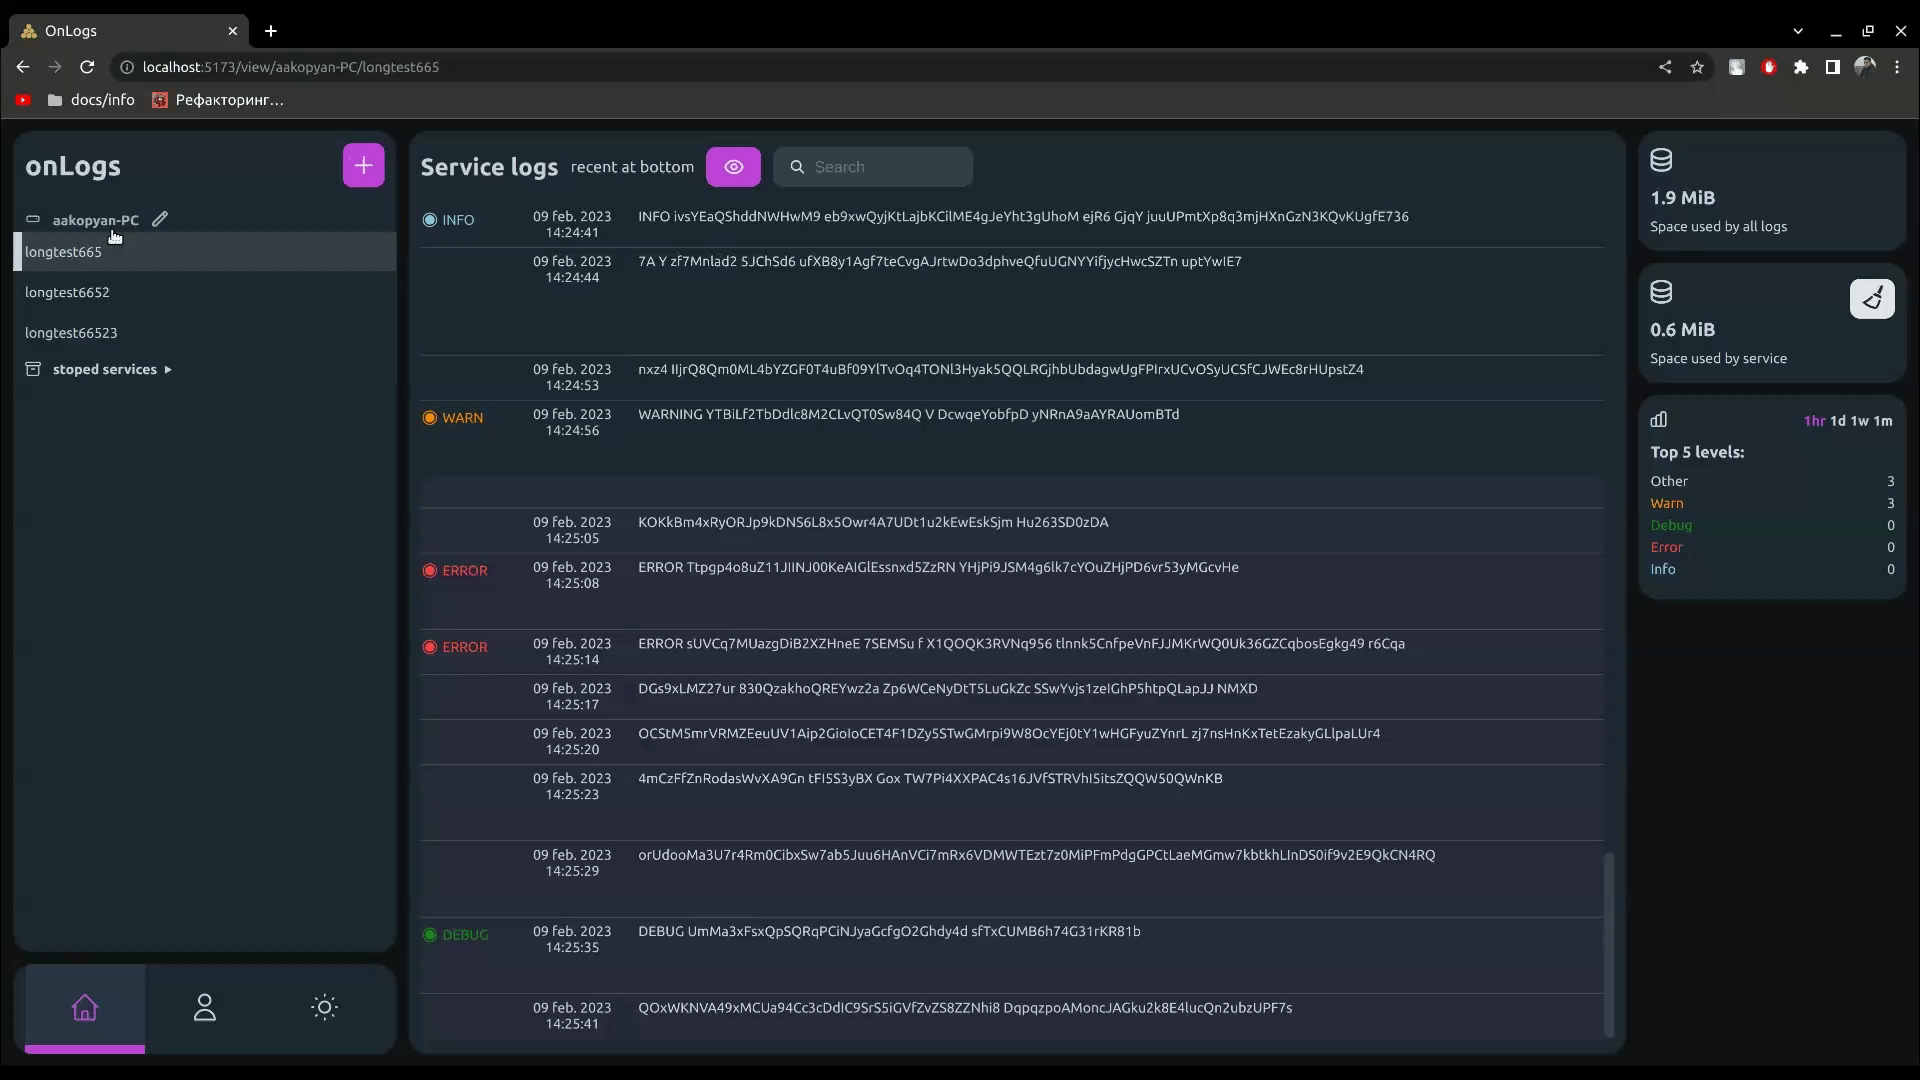 OnLogs
localhost:5173/view/aakopyan-PC/longtest665
docs/info
Рефакторинг...
onLogs
aakopyan-PC
longtest665
longtest6652
longtest66523
stoped services
Service logs recent at bottom Search
INFO 09 feb. 2023 14:24:41 INFO ivsYEaQShddNWHwM9 eb9xwQyjKtLajbKCilME4gJeYht3gUhoM ejR6 GjqY juuUPmtXp8q3mjHXnGzN3KQvKUgfE736
09 feb. 2023 14:24:44 7A Y zf7Mnlad2 5JChSd6 ufXB8y1Agf7teCvgAJrtwDo3dphveQfuUGNYYifjycHwcSZTn uptYwIE7
09 feb. 2023 14:24:53 nxz4 IIjrQ8Qm0ML4bYZGF0T4uBf09YlTvOq4TONl3Hyak5QQLRGjhbUbdagwUgFPIrxUCvOSyUCSfCJWEc8rHUpstZ4
WARN 09 feb. 2023 14:24:56 WARNING YTBiLf2TbDdlc8M2CLvQT0Sw84Q V DcwqeYobfpD yNRnA9aAYRAUomBTd
09 feb. 2023 14:25:05 KOKkBm4xRyORJp9kDNS6L8x5Owr4A7UDt1u2kEwEskSjm Hu263SD0zDA
ERROR 09 feb. 2023 14:25:08 ERROR Ttpgp4o8uZ11JIINJ00KeAIGlEssnxd5ZzRN YHjPi9JSM4g6lk7cYOuZHjPD6vr53yMGcvHe
ERROR 09 feb. 2023 14:25:14 ERROR sUVCq7MUazgDiB2XZHneE 7SEMSu f X1QOQK3RVNq956 tlnnk5CnfpeVnFJJMKrWQ0Uk36GZCqbosEgkg49 r6Cqa
09 feb. 2023 14:25:17 DGs9xLMZ27ur 830QzakhoQREYwz2a Zp6WCeNyDtT5LuGkZc SSwYvjs1zeIGhP5htpQLapJJ NMXD
09 feb. 2023 14:25:20 OCStM5mrVRMZEeuUV1Aip2GioIoCET4F1DZy5STwGMrpi9W8OcYEj0tY1wHGFyuZYnrL zj7nsHnKxTetEzakyGLlpaLUr4
09 feb. 2023 14:25:23 4mCzFfZnRodasWvXA9Gn tFI5S3yBX Gox TW7Pi4XXPAC4s16JVfSTRVhI5itsZQQW50QWnKB
09 feb. 2023 14:25:29 orUdooMa3U7r4Rm0CibxSw7ab5Juu6HAnVCi7mRx6VDMWTEzt7z0MiPFmPdgGPCtLaeMGmw7kbtkhLInDS0if9v2E9QkCN4RQ
DEBUG 09 feb. 2023 14:25:35 DEBUG UmMa3xFsxQpSQRqPCiNJyaGcfgO2Ghdy4d sfTxCUMB6h74G31rKR81b
09 feb. 2023 14:25:41 QOxWKNVA49xMCUa94Cc3cDdIC9SrS5iGVfZvZS8ZZNhi8 DqpqzpoAMoncJAGku2k8E4lucQn2ubzUPF7s
1.9 MiB
Space used by all logs
0.6 MiB
Space used by service
1hr 1d 1w 1m
Top 5 levels:
Other 3
Warn 3
Debug 0
Error 0
Info 0